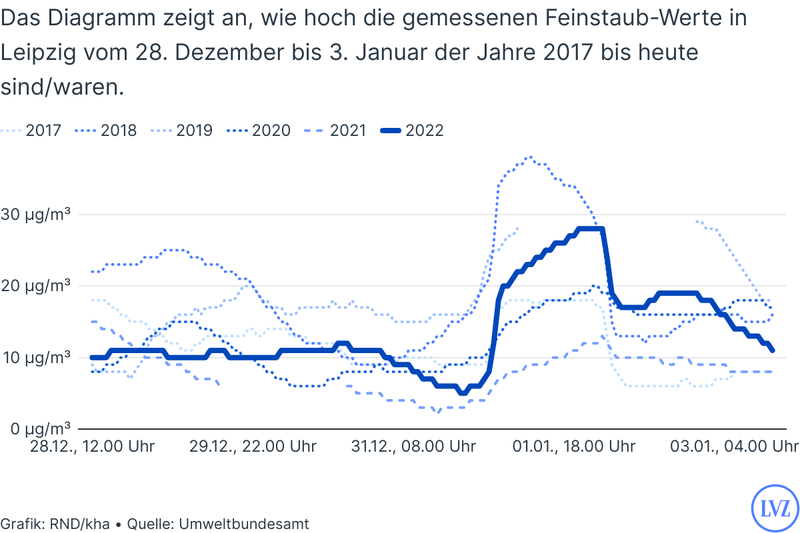 Das Diagramm zeigt an, wie hoch die gemessenen Feinstaub-Werte in
Leipzig vom 28. Dezember bis 3. Januar der Jahre 2017 bis heute
sind/waren.
2017 2018 2019 2020 2021 2022
30 µg/m³
20 µg/m³
10 µg/m³
0 µg/m³
28.12., 12.00 Uhr 29.12., 22.00 Uhr 31.12., 08.00 Uhr 01.01., 18.00 Uhr 03.01., 04.00 Uhr
LVZ
Grafik: RND/kha • Quelle: Umweltbundesamt